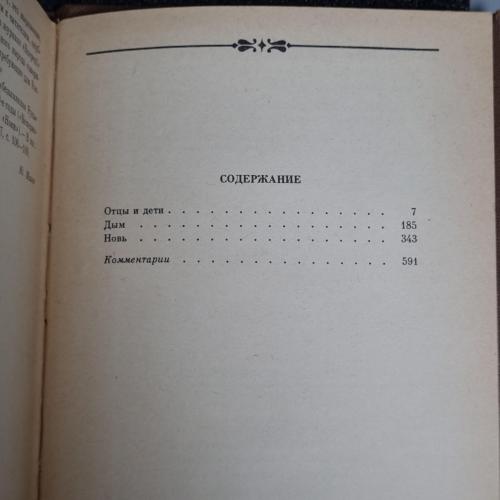 СОДЕРЖАНИЕ
Отцы и дети . . . . . . . . . . . . . . . . 7
Дым . . . . . . . . . . . . . . . . . . 185
Новь . . . . . . . . . . . . . . . . . . 343
Комментарии . . . . . . . . . . . . . . . 591